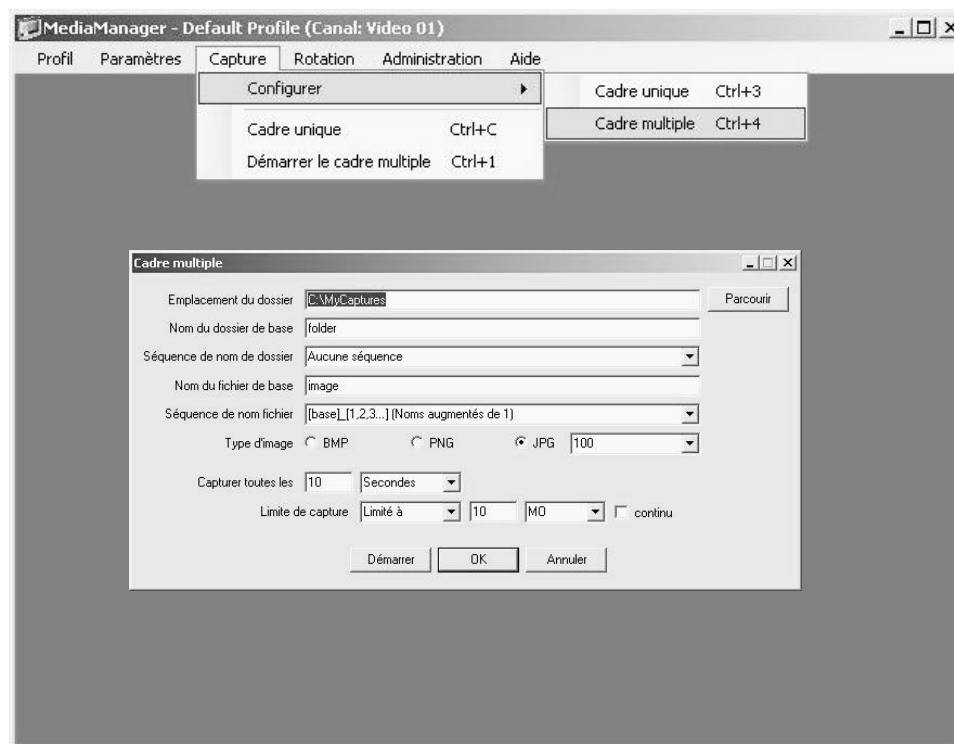 MediaManager - Default Profile (Canal: Video 01)
Profil Paramètres Capture Rotation Administration Aide
Configurer
Cadre unique Ctrl+3
Cadre multiple Ctrl+4
Cadre unique Ctrl+C
Démarrer le cadre multiple Ctrl+1
Cadre multiple
Emplacement du dossier C:\MyCaptures Parcourir
Nom du dossier de base folder
Séquence de nom de dossier Aucune séquence
Nom du fichier de base image
Séquence de nom fichier [base]_[1,2,3...] (Noms augmentés de 1)
Type d'image BMP PNG JPG 100
Capturer toutes les 10 Secondes
Limite de capture Limité à 10 MO continu
Démarrer OK Annuler